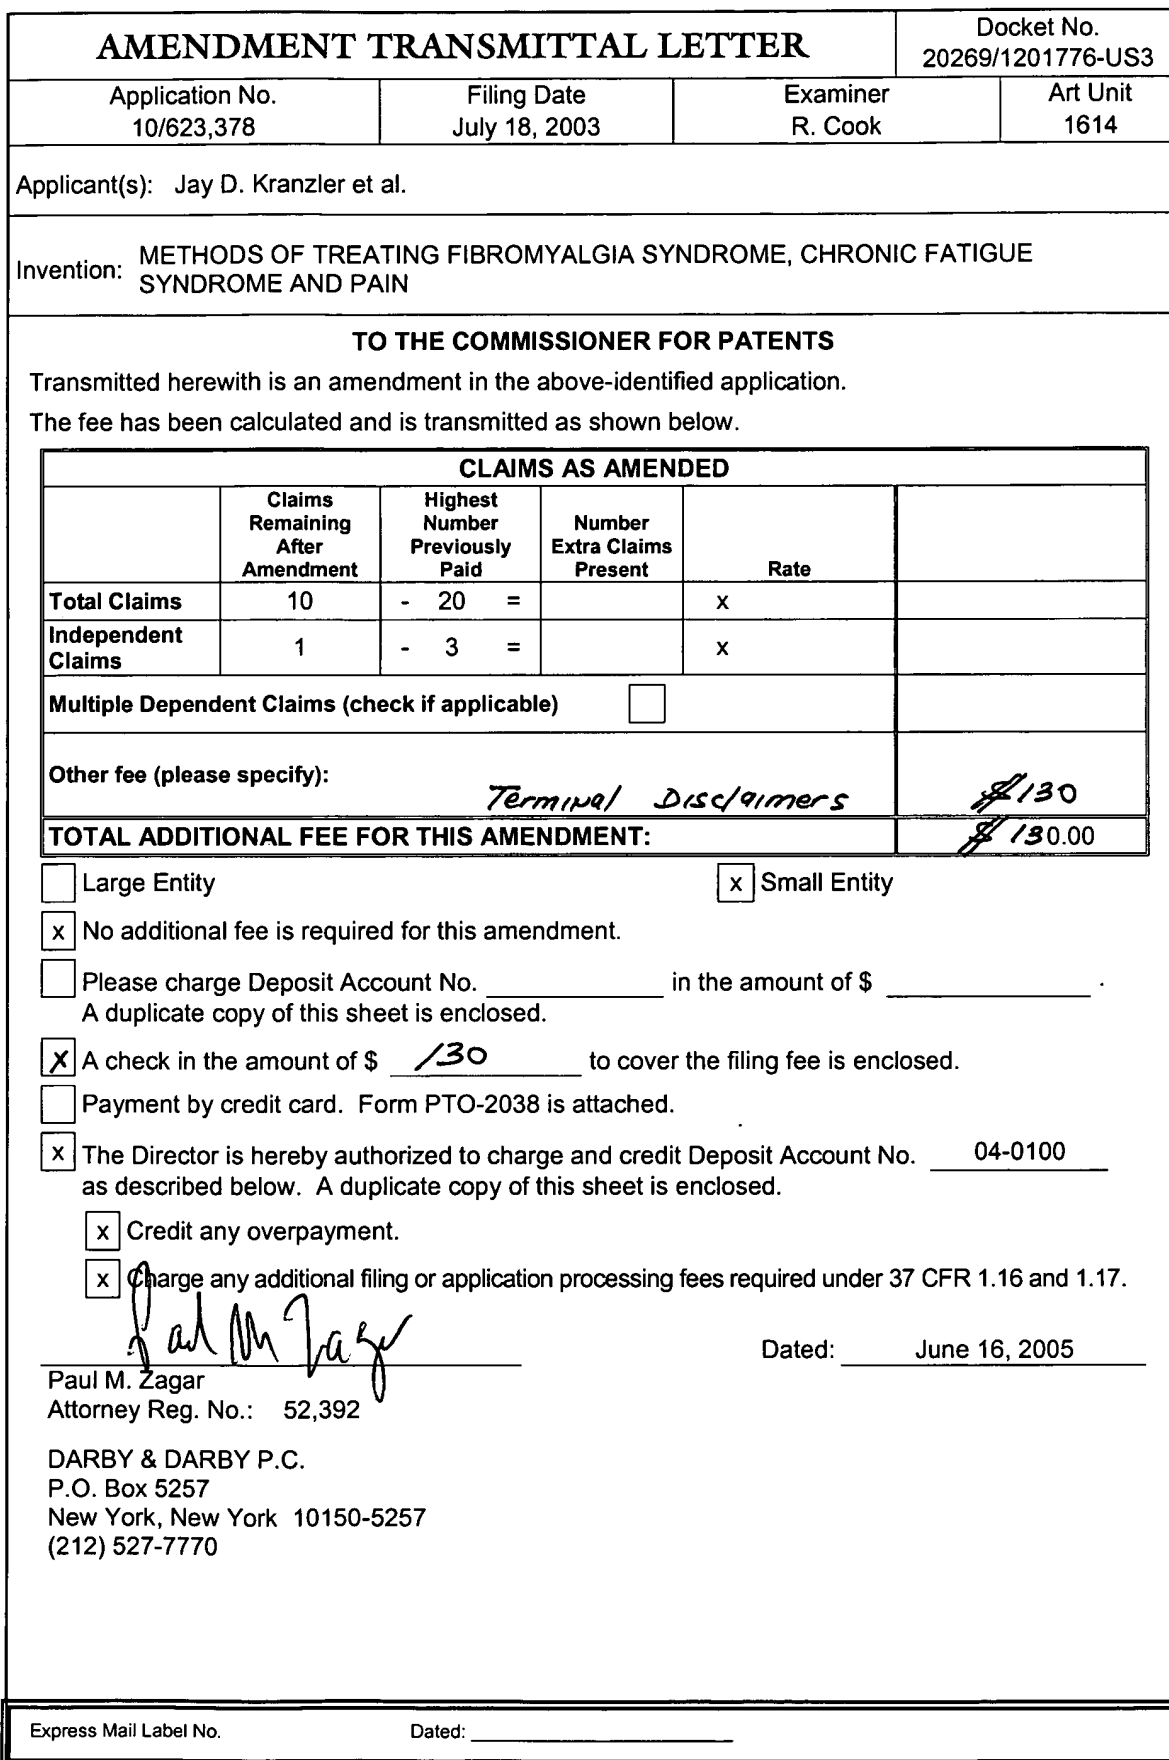 AMENDMENT TRANSMITTAL LETTER
Docket No.
20269/1201776-US3
Application No.
10/623,378
Filing Date
July 18, 2003
Examiner
R. Cook
Art Unit
1614
Applicant(s): Jay D. Kranzler et al.
Invention: METHODS OF TREATING FIBROMYALGIA SYNDROME, CHRONIC FATIGUE
SYNDROME AND PAIN
TO THE COMMISSIONER FOR PATENTS
Transmitted herewith is an amendment in the above-identified application.
The fee has been calculated and is transmitted as shown below.
CLAIMS AS AMENDED
Claims
Remaining
After
Amendment
Highest
Number
Previously
Paid
Number
Extra Claims
Present
Rate
Total Claims 10 - 20 = x
Independent
Claims 1 - 3 = x
Multiple Dependent Claims (check if applicable)
Other fee (please specify):
Terminal Disclaimers $130
TOTAL ADDITIONAL FEE FOR THIS AMENDMENT: $130.00
Large Entity x Small Entity
x No additional fee is required for this amendment.
Please charge Deposit Account No. in the amount of $ .
A duplicate copy of this sheet is enclosed.
X A check in the amount of $ 130 to cover the filing fee is enclosed.
Payment by credit card. Form PTO-2038 is attached.
x The Director is hereby authorized to charge and credit Deposit Account No. 04-0100
as described below. A duplicate copy of this sheet is enclosed.
x Credit any overpayment.
x Charge any additional filing or application processing fees required under 37 CFR 1.16 and 1.17.
Paul M Zagar
Dated: June 16, 2005
Paul M. Zagar
Attorney Reg. No.: 52,392
DARBY & DARBY P.C.
P.O. Box 5257
New York, New York 10150-5257
(212) 527-7770
Express Mail Label No. Dated: